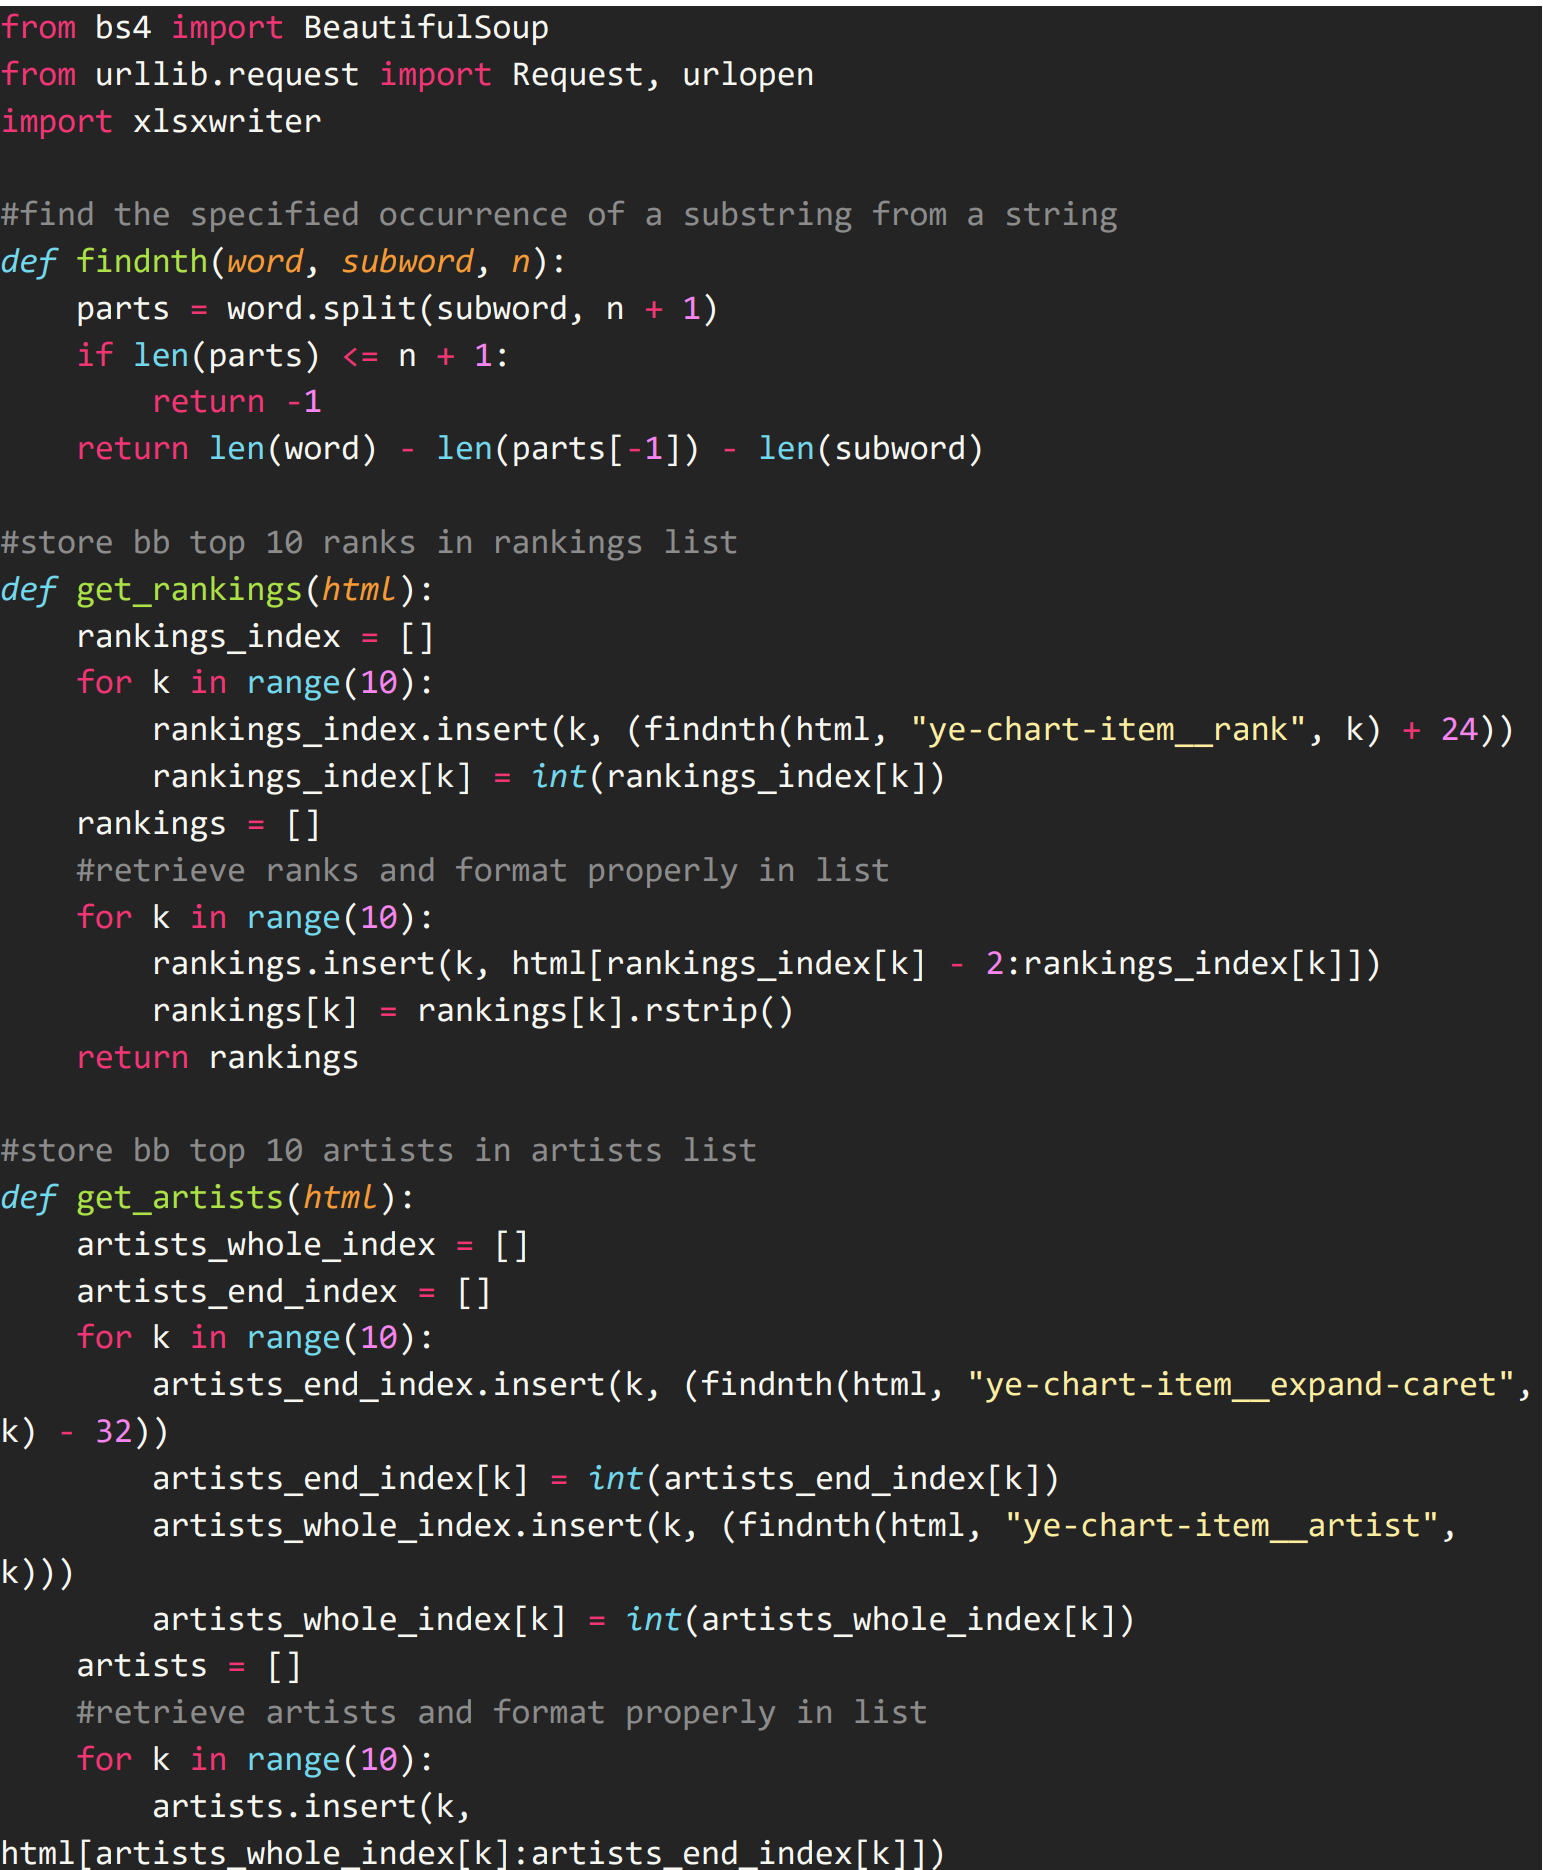 from bs4 import BeautifulSoup
from urllib.request import Request, urlopen
import xlsxwriter

#find the specified occurrence of a substring from a string
def findnth(word, subword, n):
    parts = word.split(subword, n + 1)
    if len(parts) <= n + 1:
        return -1
    return len(word) - len(parts[-1]) - len(subword)

#store bb top 10 ranks in rankings list
def get_rankings(html):
    rankings_index = []
    for k in range(10):
        rankings_index.insert(k, (findnth(html, "ye-chart-item__rank", k) + 24))
        rankings_index[k] = int(rankings_index[k])
    rankings = []
    #retrieve ranks and format properly in list
    for k in range(10):
        rankings.insert(k, html[rankings_index[k] - 2:rankings_index[k]])
        rankings[k] = rankings[k].rstrip()
    return rankings

#store bb top 10 artists in artists list
def get_artists(html):
    artists_whole_index = []
    artists_end_index = []
    for k in range(10):
        artists_end_index.insert(k, (findnth(html, "ye-chart-item__expand-caret",
k) - 32))
        artists_end_index[k] = int(artists_end_index[k])
        artists_whole_index.insert(k, (findnth(html, "ye-chart-item__artist",
k)))
        artists_whole_index[k] = int(artists_whole_index[k])
    artists = []
    #retrieve artists and format properly in list
    for k in range(10):
        artists.insert(k,
html[artists_whole_index[k]:artists_end_index[k]])